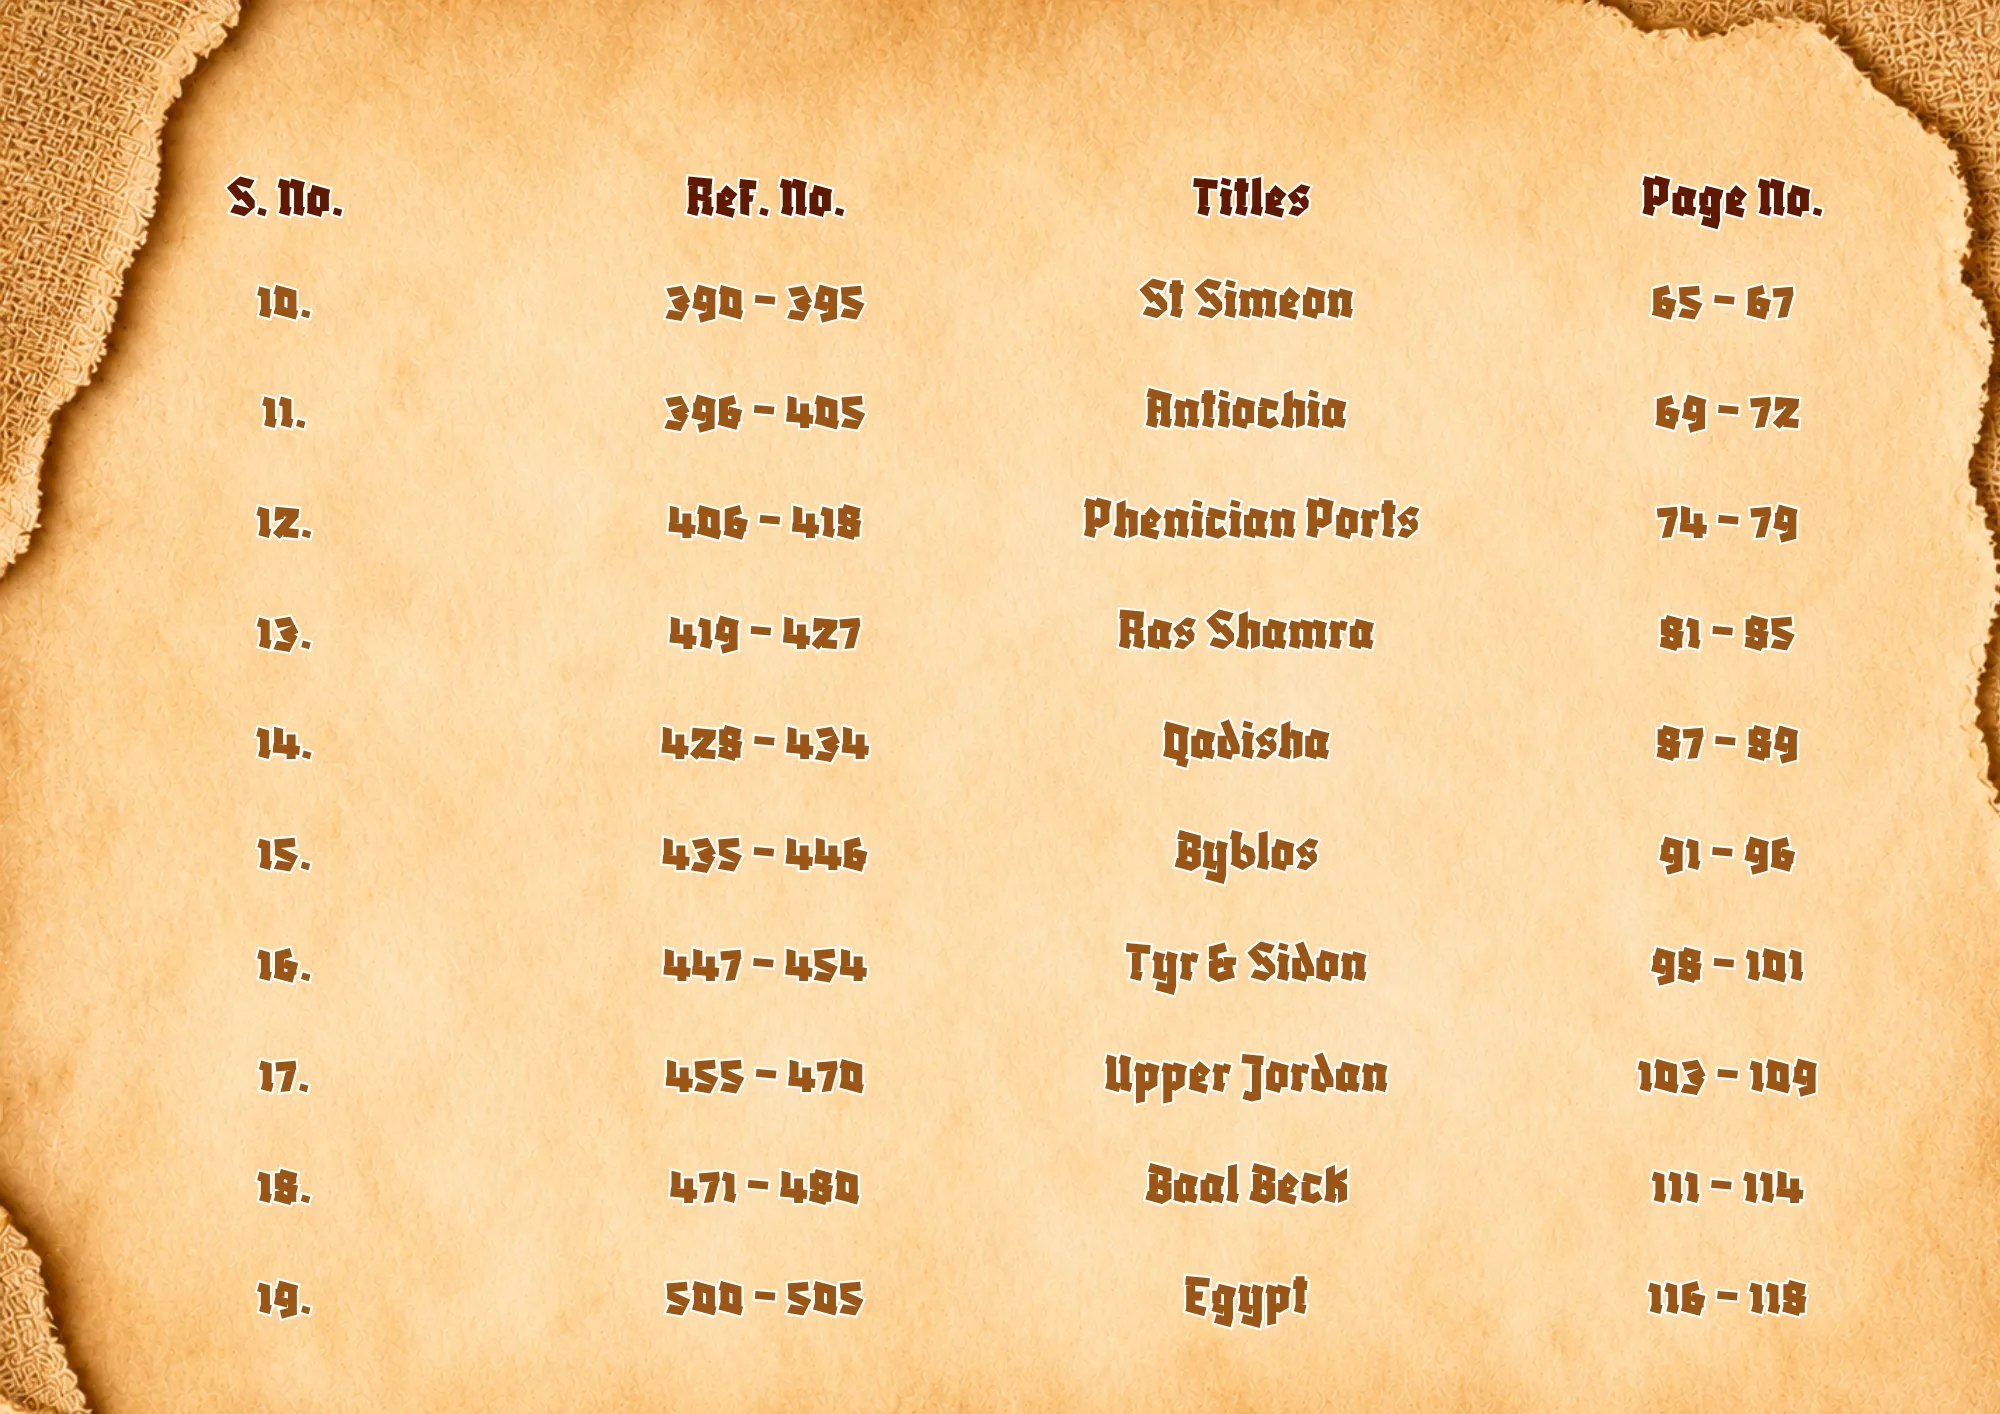 S. No. Ref. No. Titles Page No.
10. 390 – 395 St Simeon 65 – 67
11. 396 – 405 Antiochia 69 – 72
12. 406 – 418 Phenician Ports 74 – 79
13. 419 – 427 Ras Shamra 81 – 85
14. 428 – 434 Qadisha 87 – 89
15. 435 – 446 Byblos 91 – 96
16. 447 – 454 Tyr & Sidon 98 – 101
17. 455 – 470 Upper Jordan 103 – 109
18. 471 – 480 Baal Beck 111 – 114
19. 500 – 505 Egypt 116 – 118